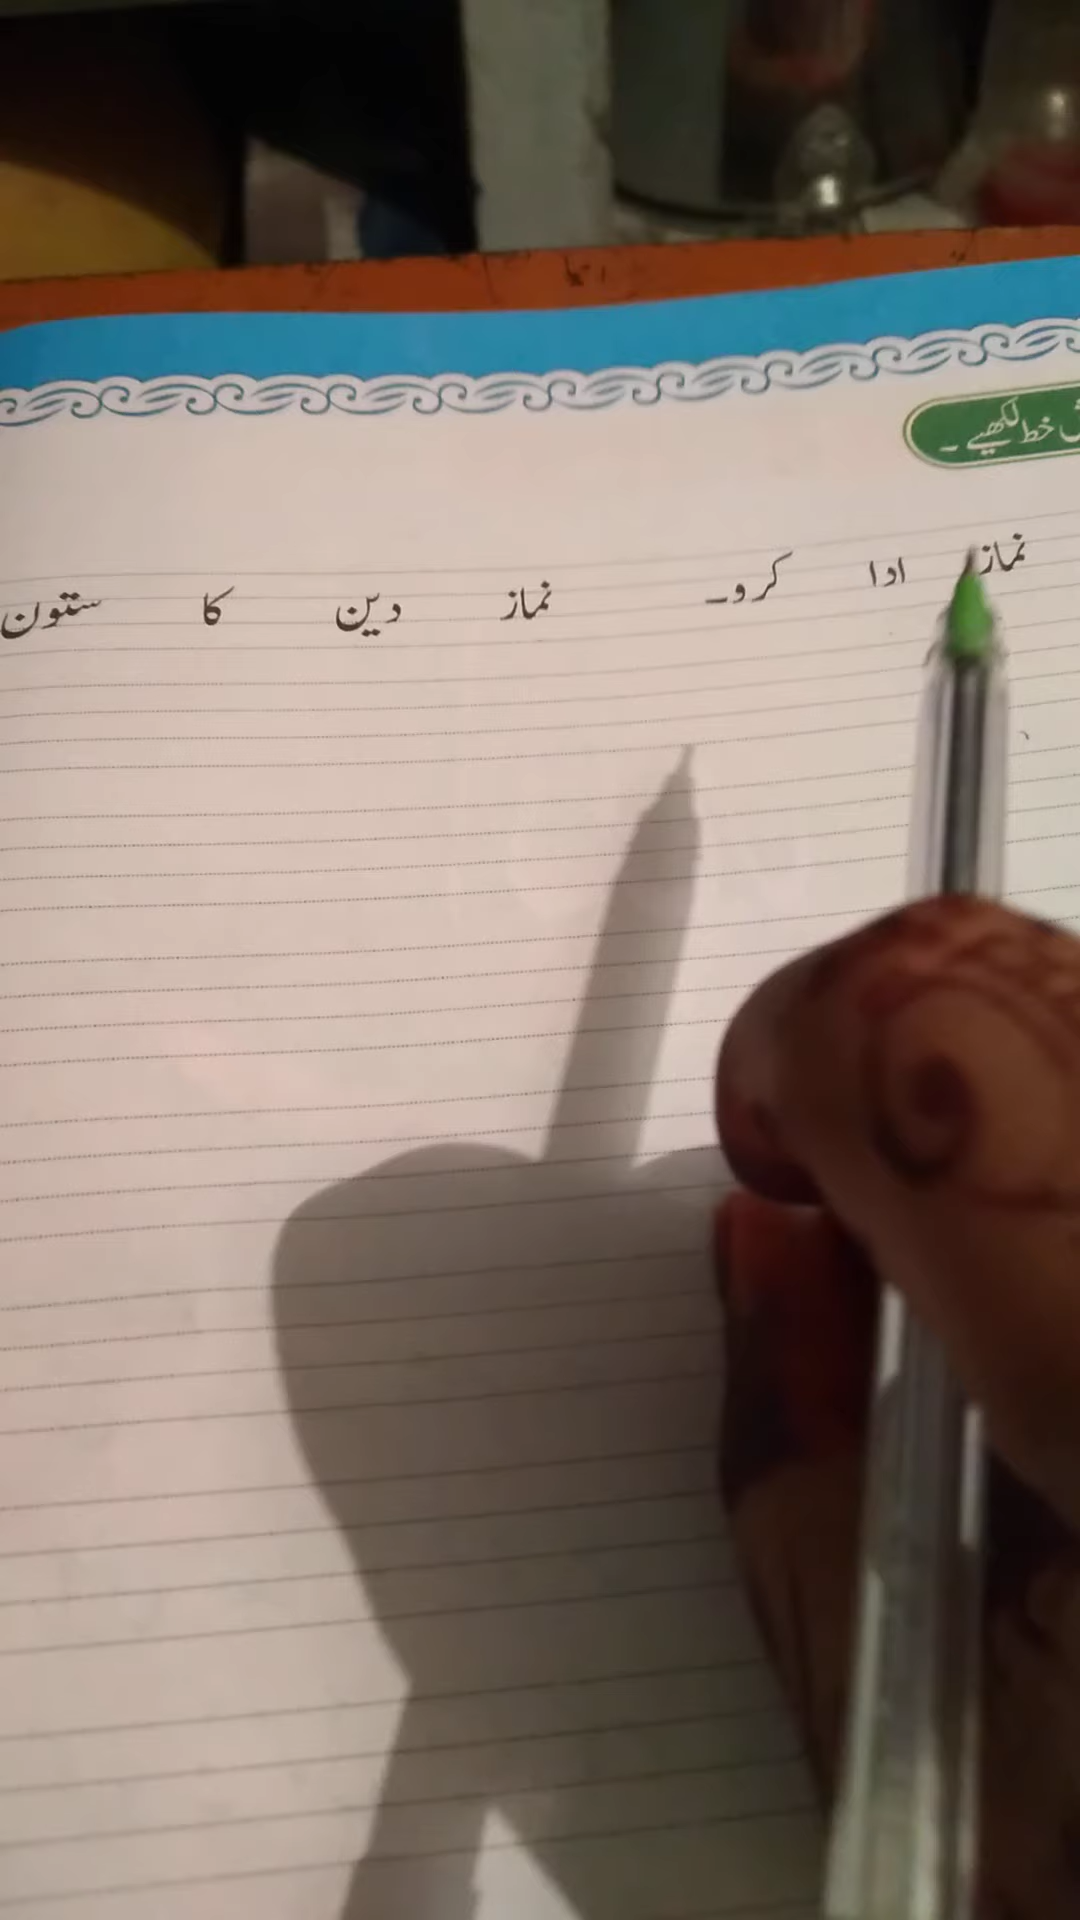 خط لکھیے ۔
نماز ادا کرو۔ نماز دین کا ستون